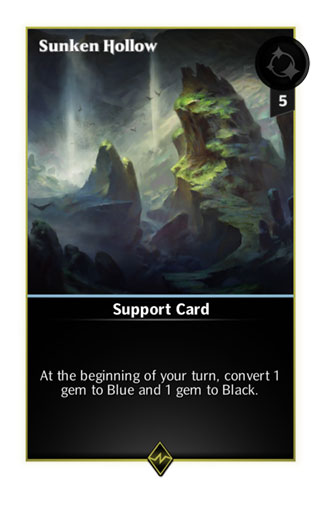 Sunken Hollow
5
Support Card
At the beginning of your turn, convert 1
gem to Blue and 1 gem to Black.